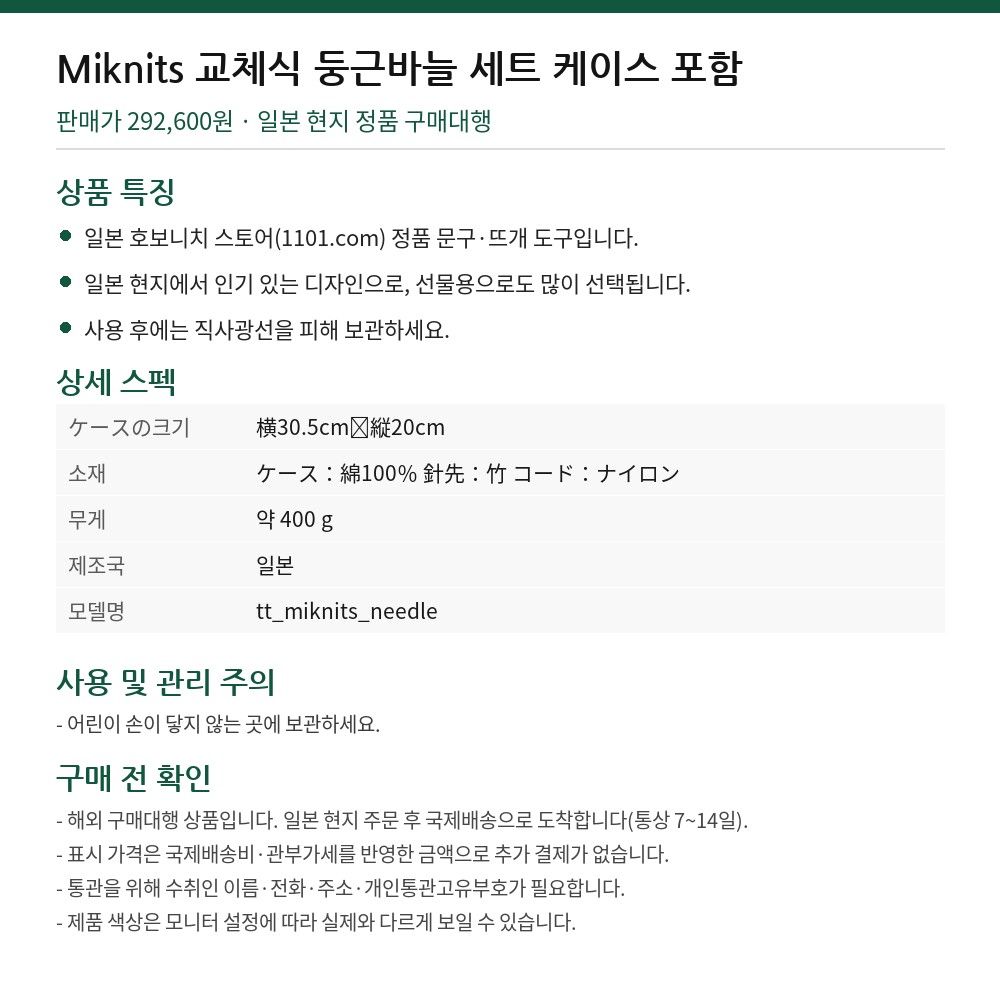 Miknits 교체식 둥근바늘 세트 케이스 포함
판매가 292,600원 · 일본 현지 정품 구매대행
상품 특징
● 일본 호보니치 스토어(1101.com) 정품 문구·뜨개 도구입니다.
● 일본 현지에서 인기 있는 디자인으로, 선물용으로도 많이 선택됩니다.
● 사용 후에는 직사광선을 피해 보관하세요.
상세 스펙
ケースの크기 横30.5cm☒縦20cm
소재 ケース：綿100% 針先：竹 コード：ナイロン
무게 약 400 g
제조국 일본
모델명 tt_miknits_needle
사용 및 관리 주의
- 어린이 손이 닿지 않는 곳에 보관하세요.
구매 전 확인
- 해외 구매대행 상품입니다. 일본 현지 주문 후 국제배송으로 도착합니다(통상 7~14일).
- 표시 가격은 국제배송비·관부가세를 반영한 금액으로 추가 결제가 없습니다.
- 통관을 위해 수취인 이름·전화·주소·개인통관고유부호가 필요합니다.
- 제품 색상은 모니터 설정에 따라 실제와 다르게 보일 수 있습니다.